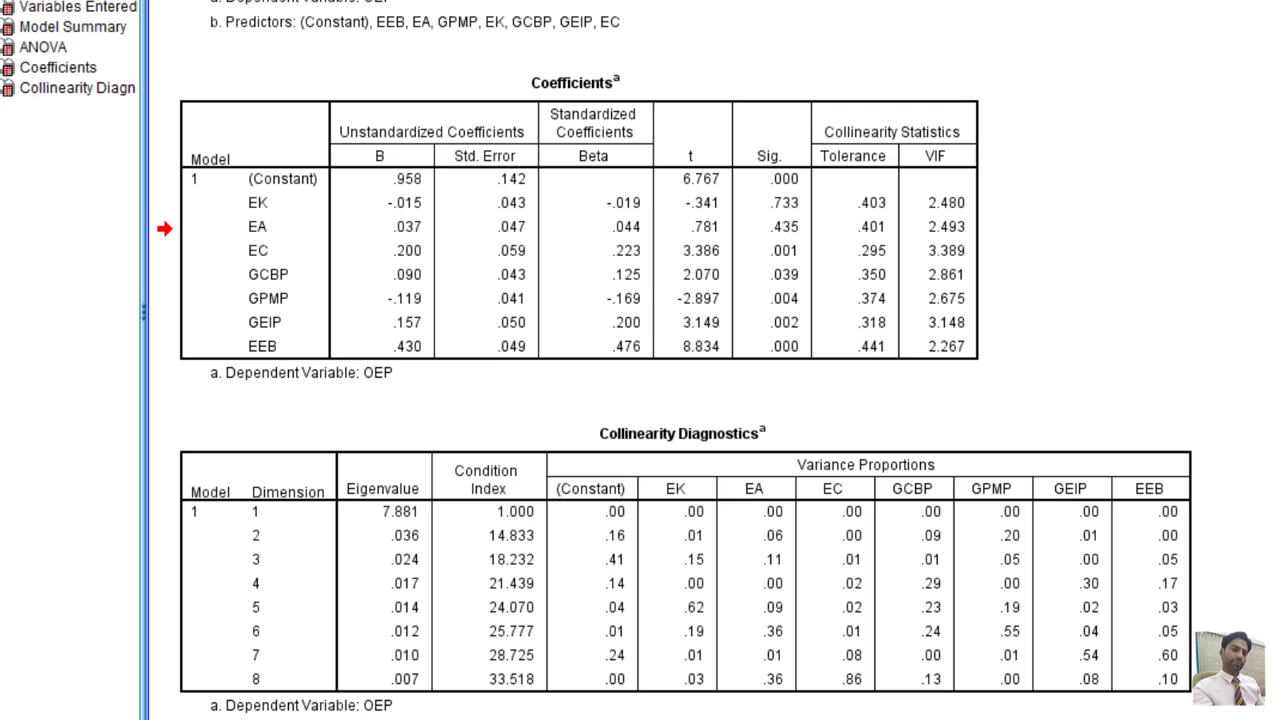 Variables Entered
Model Summary
ANOVA
Coefficients
Collinearity Diagn
b. Predictors: (Constant), EEB, EA, GPMP, EK, GCBP, GEIP, EC
Coefficientsa
Model Unstandardized Coefficients Standardized Coefficients t Sig. Collinearity Statistics
B Std. Error Beta Tolerance VIF
1 (Constant) .958 .142 6.767 .000
EK -.015 .043 -.019 -.341 .733 .403 2.480
EA .037 .047 .044 .781 .435 .401 2.493
EC .200 .059 .223 3.386 .001 .295 3.389
GCBP .090 .043 .125 2.070 .039 .350 2.861
GPMP -.119 .041 -.169 -2.897 .004 .374 2.675
GEIP .157 .050 .200 3.149 .002 .318 3.148
EEB .430 .049 .476 8.834 .000 .441 2.267
a. Dependent Variable: OEP
Collinearity Diagnosticsa
Model Dimension Eigenvalue Condition Index Variance Proportions
(Constant) EK EA EC GCBP GPMP GEIP EEB
1 1 7.881 1.000 .00 .00 .00 .00 .00 .00 .00 .00
2 .036 14.833 .16 .01 .06 .00 .09 .20 .01 .00
3 .024 18.232 .41 .15 .11 .01 .01 .05 .00 .05
4 .017 21.439 .14 .00 .00 .02 .29 .00 .30 .17
5 .014 24.070 .04 .62 .09 .02 .23 .19 .02 .03
6 .012 25.777 .01 .19 .36 .01 .24 .55 .04 .05
7 .010 28.725 .24 .01 .01 .08 .00 .01 .54 .60
8 .007 33.518 .00 .03 .36 .86 .13 .00 .08 .10
a. Dependent Variable: OEP